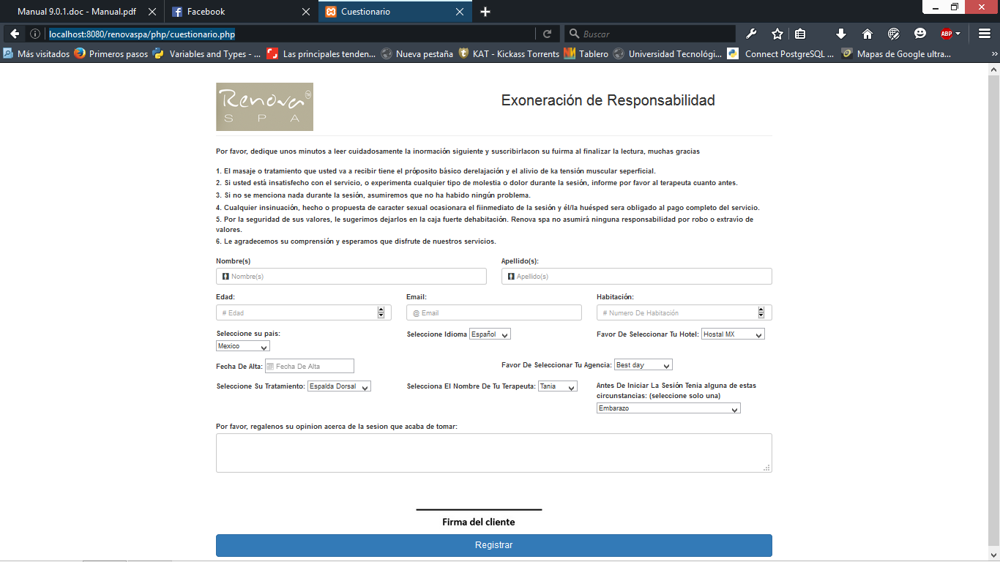 Manual 9.0.1.doc - Manual.pdf
Facebook
Cuestionario
localhost:8080/renovaspa/php/cuestionario.php
Buscar
ABP
Más visitados
Primeros pasos
Variables and Types - ...
Las principales tenden...
Nueva pestaña
KAT - Kickass Torrents
Tablero
Universidad Tecnológi...
Connect PostgreSQL ...
Mapas de Google ultra...
Renova
SPA
Exoneración de Responsabilidad
Por favor, dedique unos minutos a leer cuidadosamente la inormación siguiente y suscribirlacon su fuirma al finalizar la lectura, muchas gracias
1. El masaje o tratamiento que usted va a recibir tiene el próposito básico derelajación y el alivio de ka tensión muscular seperficial.
2. Si usted está insatisfecho con el servicio, o experimenta cualquier tipo de molestia o dolor durante la sesión, informe por favor al terapeuta cuanto antes.
3. Si no se menciona nada durante la sesión, asumiremos que no ha habido ningún problema.
4. Cualquier insinuación, hecho o propuesta de caracter sexual ocasionara el fiinmediato de la sesión y él/la huésped sera obligado al pago completo del servicio.
5. Por la seguridad de sus valores, le sugerimos dejarlos en la caja fuerte dehabitación. Renova spa no asumirá ninguna responsabilidad por robo o extravío de
valores.
6. Le agradecemos su comprensión y esperamos que disfrute de nuestros servicios.
Nombre(s)
Apellido(s):
Nombre(s)
Apellido(s)
Edad:
Email:
Habitación:
# Edad
@ Email
# Numero De Habitación
Seleccione su pais:
Mexico
Seleccione Idioma Español
Favor De Seleccionar Tu Hotel: Hostal MX
Fecha De Alta: Fecha De Alta
Favor De Seleccionar Tu Agencia: Best day
Seleccione Su Tratamiento: Espalda Dorsal
Selecciona El Nombre De Tu Terapeuta: Tania
Antes De Iniciar La Sesión Tenia alguna de estas
circunstancias: (seleccione solo una)
Embarazo
Por favor, regalenos su opinion acerca de la sesion que acaba de tomar:
Firma del cliente
Registrar